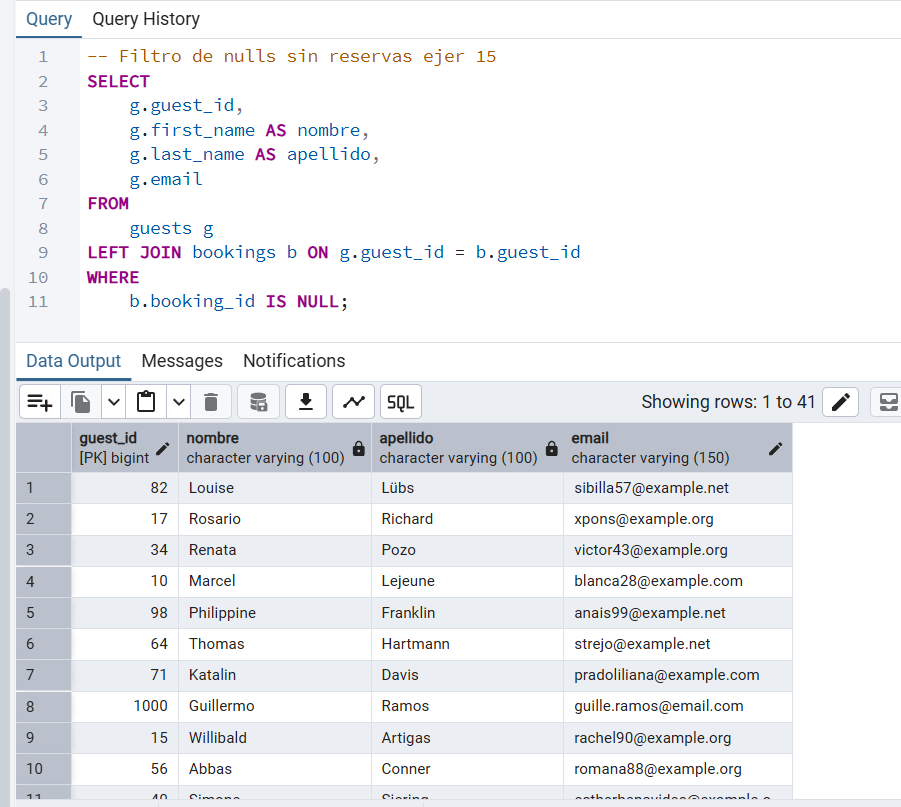 Query Query History
1 -- Filtro de nulls sin reservas ejer 15
2 SELECT
3 g.guest_id,
4 g.first_name AS nombre,
5 g.last_name AS apellido,
6 g.email
7 FROM
8 guests g
9 LEFT JOIN bookings b ON g.guest_id = b.guest_id
10 WHERE
11 b.booking_id IS NULL;
Data Output Messages Notifications
SQL Showing rows: 1 to 41
guest_id nombre apellido email
[PK] bigint character varying (100) character varying (100) character varying (150)
1 82 Louise Lübs sibilla57@example.net
2 17 Rosario Richard xpons@example.org
3 34 Renata Pozo victor43@example.org
4 10 Marcel Lejeune blanca28@example.com
5 98 Philippine Franklin anais99@example.net
6 64 Thomas Hartmann strejo@example.net
7 71 Katalin Davis pradoliliana@example.com
8 1000 Guillermo Ramos guille.ramos@email.com
9 15 Willibald Artigas rachel90@example.org
10 56 Abbas Conner romana88@example.org
11